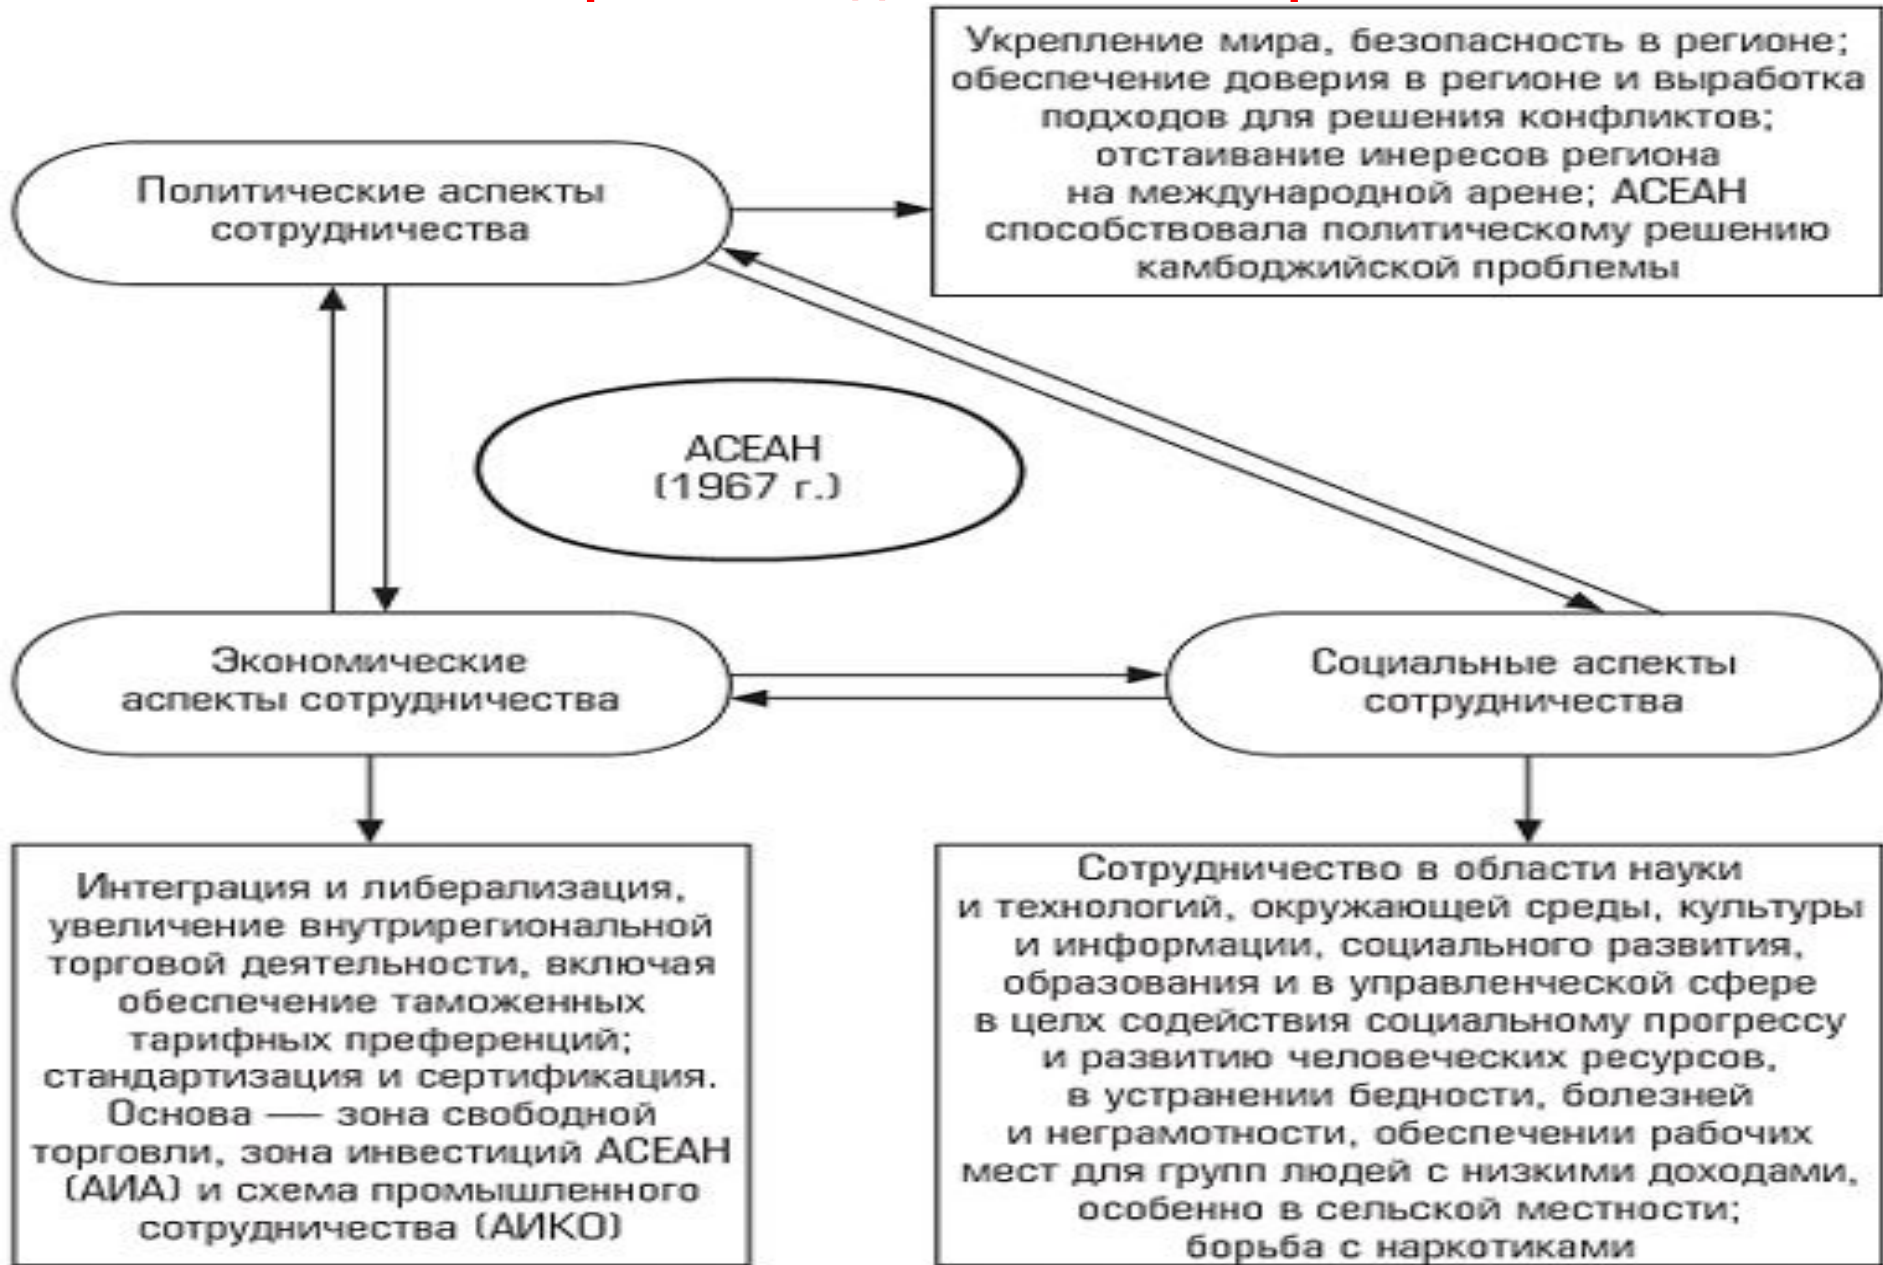 Укрепление мира, безопасность в регионе;
обеспечение доверия в регионе и выработка
подходов для решения конфликтов;
отстаивание инересов региона
на международной арене; АСЕАН
способствовала политическому решению
камбоджийской проблемы
Политические аспекты
сотрудничества
АСЕАН
(1967 г.)
Экономические
аспекты сотрудничества
Социальные аспекты
сотрудничества
Интеграция и либерализация,
увеличение внутрирегиональной
торговой деятельности, включая
обеспечение таможенных
тарифных преференций;
стандартизация и сертификация.
Основа — зона свободной
торговли, зона инвестиций АСЕАН
(АИА) и схема промышленного
сотрудничества (АИКО)
Сотрудничество в области науки
и технологий, окружающей среды, культуры
и информации, социального развития,
образования и в управленческой сфере
в целх содействия социальному прогрессу
и развитию человеческих ресурсов,
в устранении бедности, болезней
и неграмотности, обеспечении рабочих
мест для групп людей с низкими доходами,
особенно в сельской местности;
борьба с наркотиками